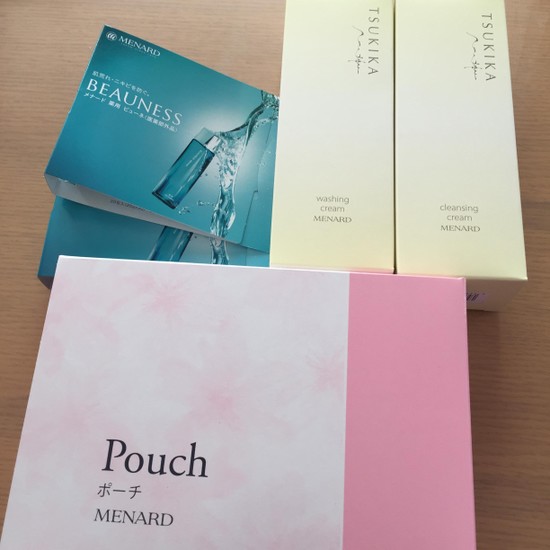 MENARD
肌荒れ・ニキビを防ぐ。
BEAUNESS
メナード 薬用 ビューネ〈医薬部外品〉
TSUKIKA
washing
cream
MENARD
TSUKIKA
cleansing
cream
MENARD
Pouch
ポーチ
MENARD